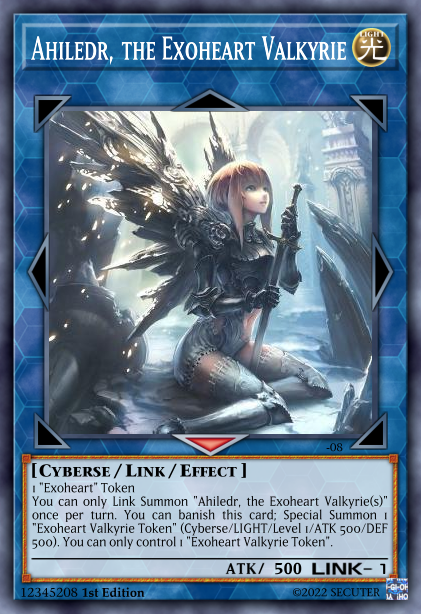 Ahiledr, the Exoheart Valkyrie
LIGHT
光
-08
[Cyberse / Link / Effect ]
1 "Exoheart" Token
You can only Link Summon "Ahiledr, the Exoheart Valkyrie(s)"
once per turn. You can banish this card; Special Summon 1
"Exoheart Valkyrie Token" (Cyberse/LIGHT/Level 1/ATK 500/DEF
500). You can only control 1 "Exoheart Valkyrie Token".
ATK/ 500 LINK- 1
12345208 1st Edition ©2022 SECUTER